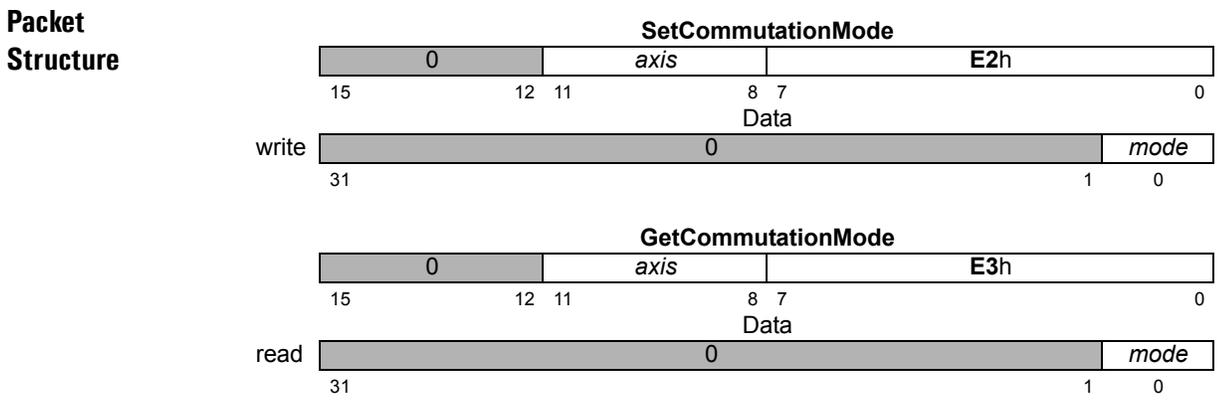 Packet
Structure
SetCommutationMode
0 axis E2h
15 12 11 8 7 0
Data
write 0 mode
31 1 0
GetCommutationMode
0 axis E3h
15 12 11 8 7 0
Data
read 0 mode
31 1 0